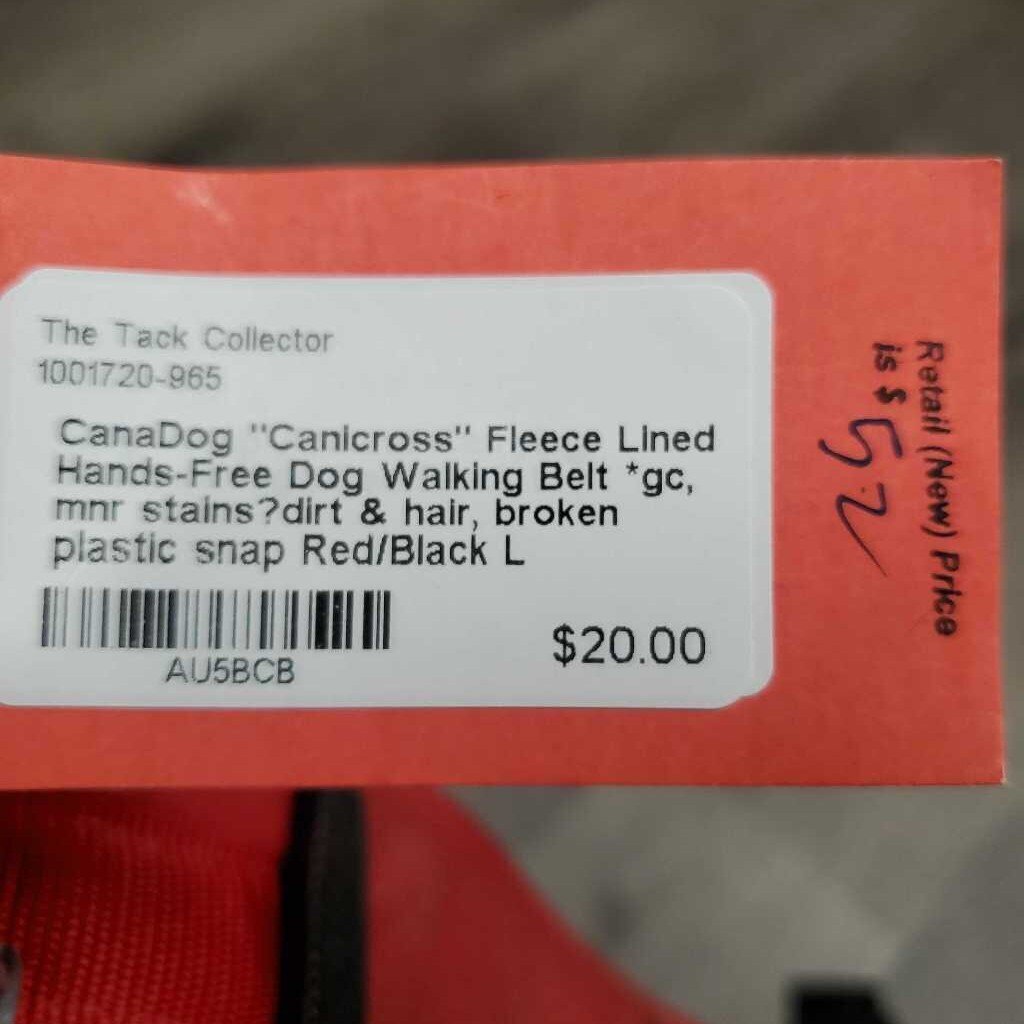 The Tack Collector
1001720-965
CanaDog "Canicross" Fleece Lined
Hands-Free Dog Walking Belt *gc,
mnr stains?dirt & hair, broken
plastic snap Red/Black L
AU5BCB
$20.00
Retail (New) Price
is $ 52